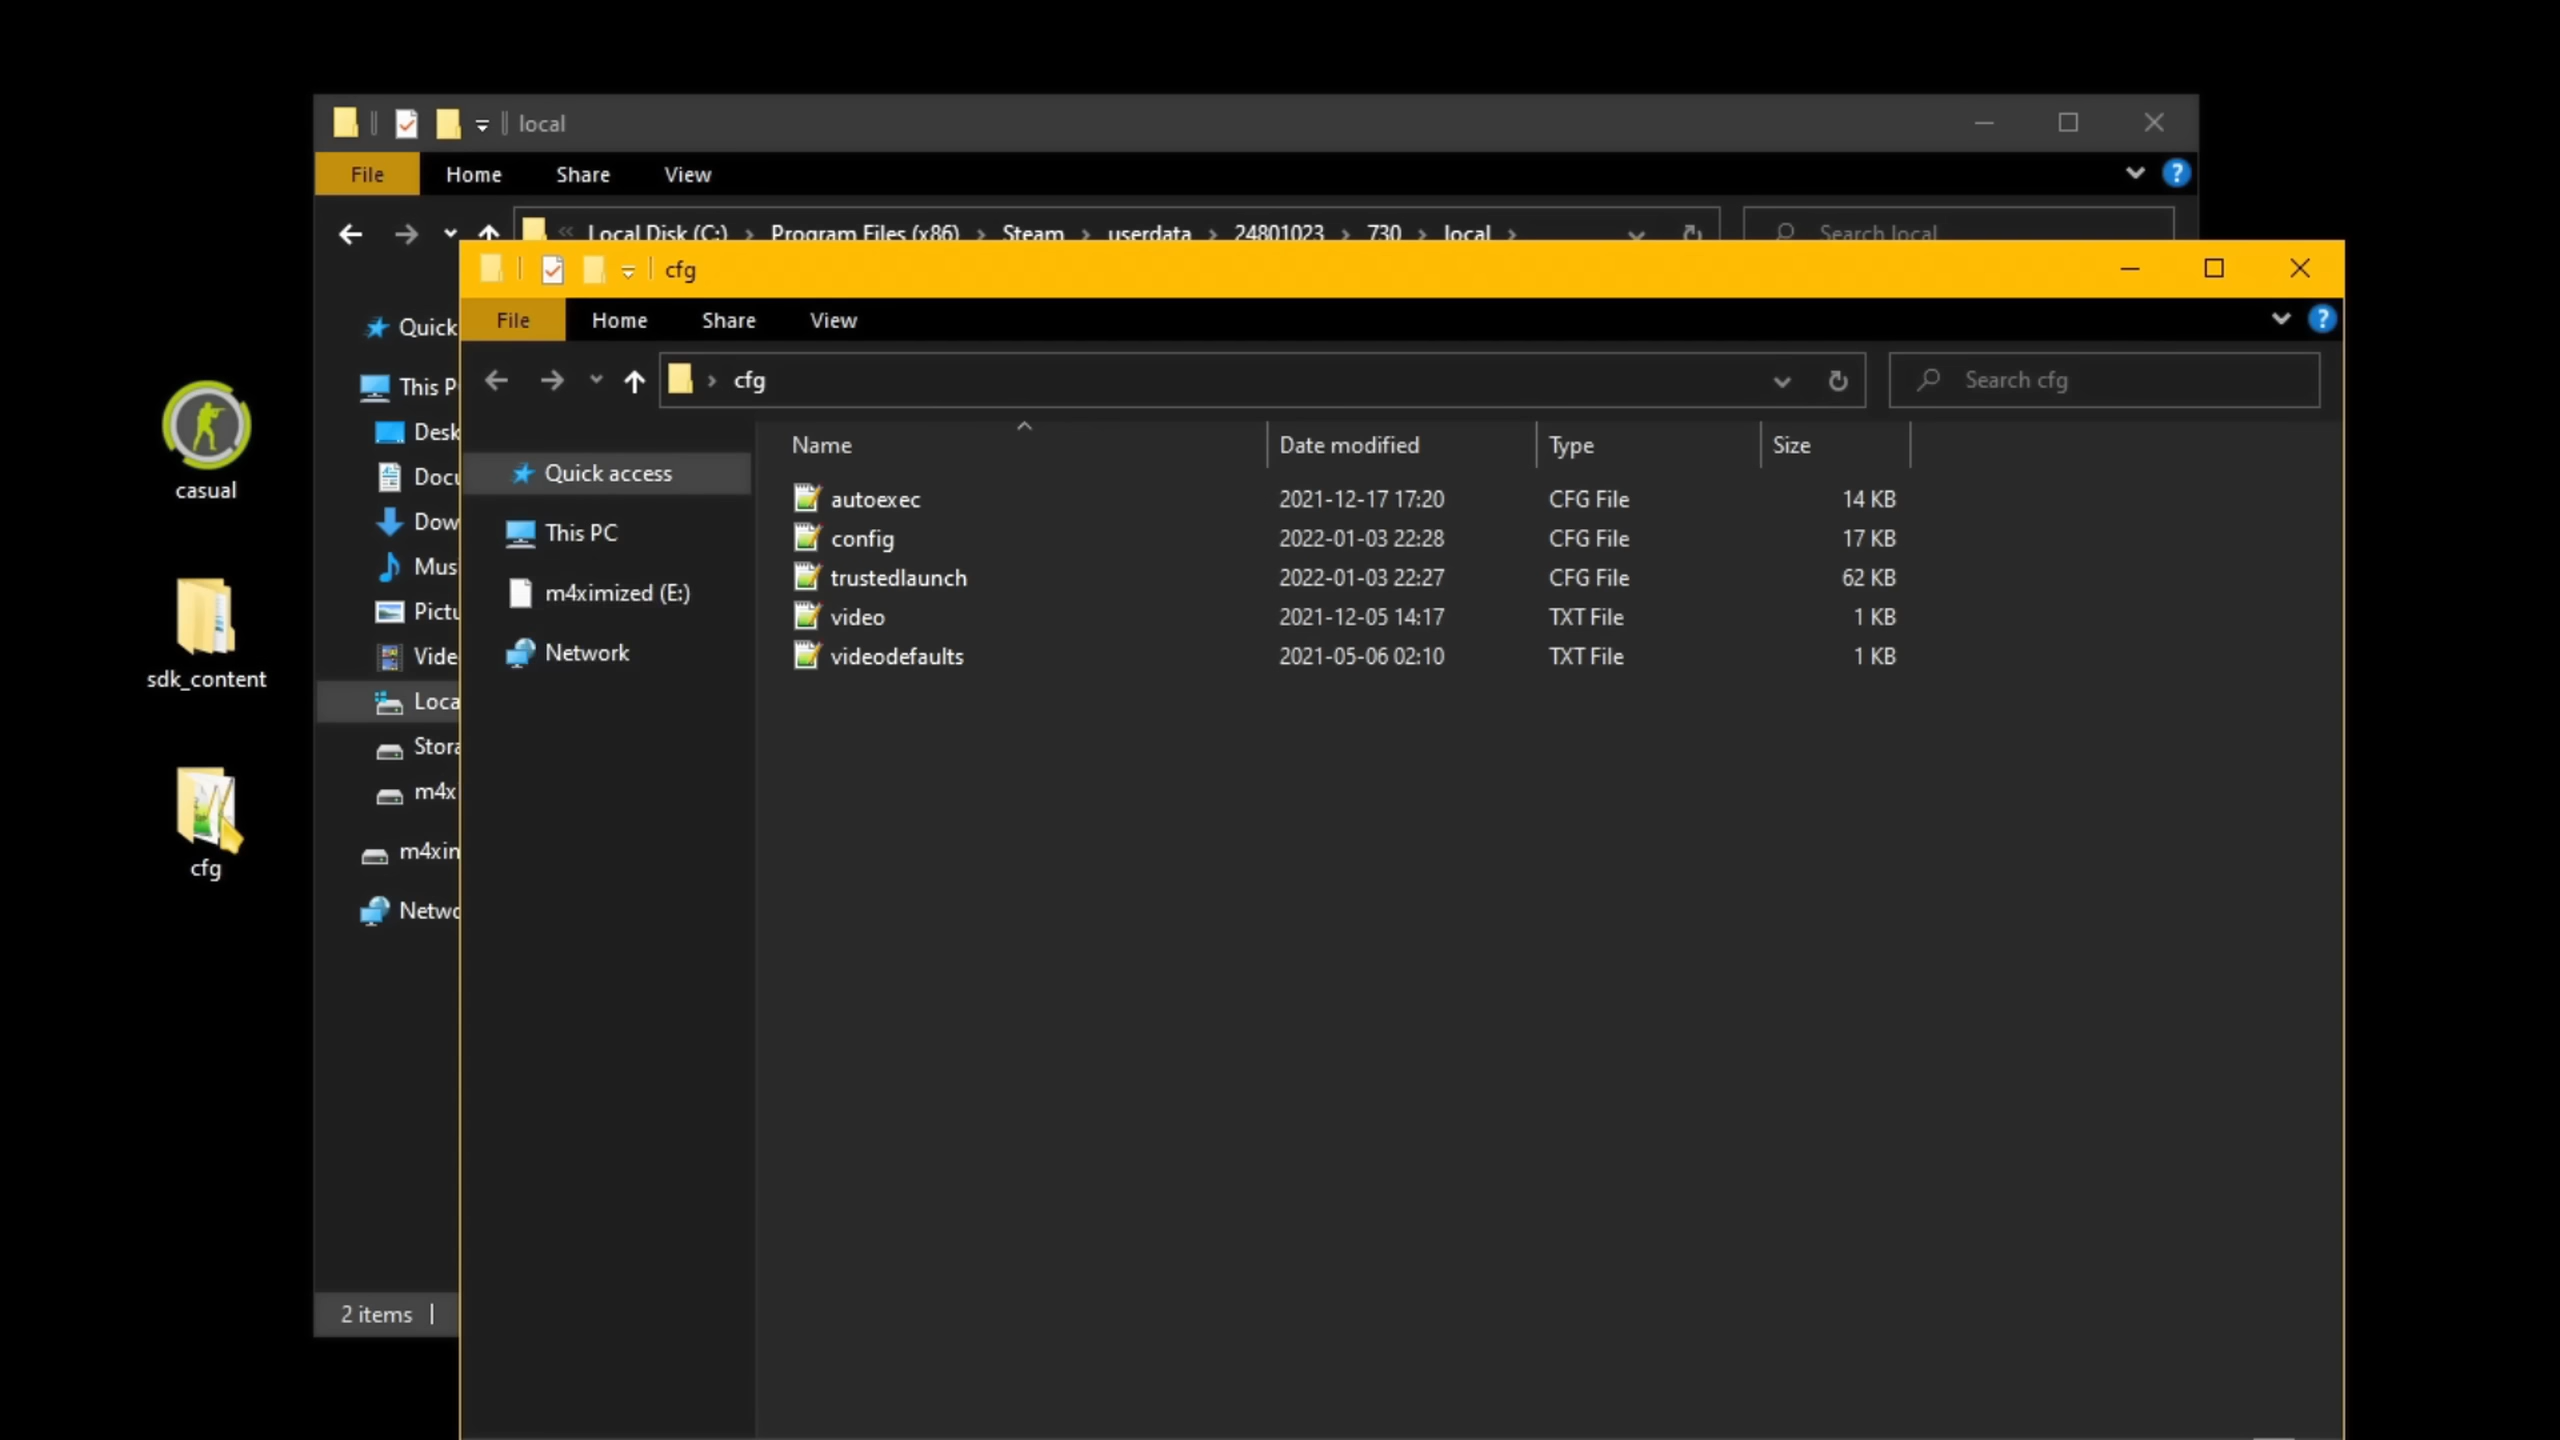 local
File Home Share View
Local Disk (C:) Program Files (x86) Steam userdata 24801023 730 local Search local
cfg
File Home Share View
cfg Search cfg
Name Date modified Type Size
autoexec 2021-12-17 17:20 CFG File 14 KB
config 2022-01-03 22:28 CFG File 17 KB
trustedlaunch 2022-01-03 22:27 CFG File 62 KB
video 2021-12-05 14:17 TXT File 1 KB
videodefaults 2021-05-06 02:10 TXT File 1 KB
Quick access
This PC
m4ximized (E:)
Network
Quick
This P
Desk
Docu
Dow
Mus
Pictu
Vide
Loca
Stora
m4x
m4xim
Netwo
2 items
casual
sdk_content
cfg